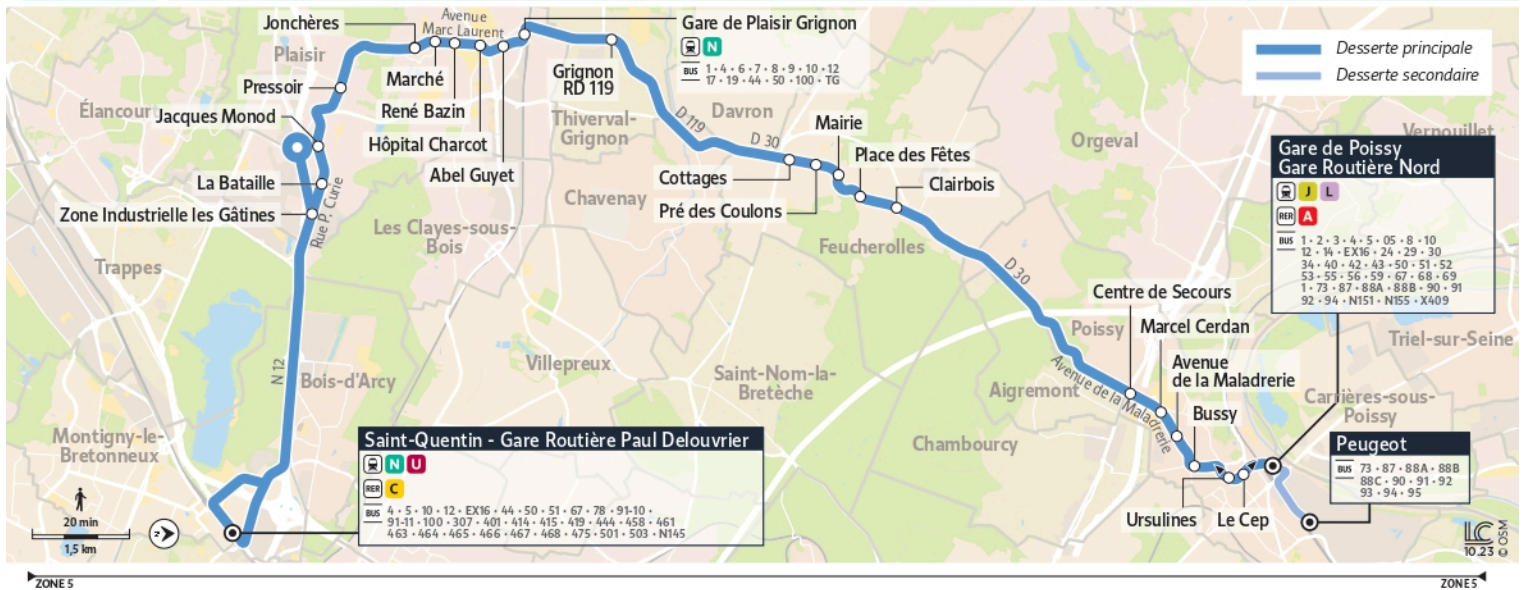 Jonchères
Avenue
Marc Laurent
Gare de Plaisir Grignon
N
BUS 1 • 4 • 6 • 7 • 8 • 9 • 10 • 12
17 • 19 • 44 • 50 • 100 • TG
Desserte principale
Desserte secondaire
Plaisir
Marché
Grignon
RD 119
Pressoir
René Bazin
Élancour
Jacques Monod
Thiverval-
Grignon
Davron
D 119
D 30
Mairie
Orgeval
Vernouillet
Hôpital Charcot
Place des Fêtes
Abel Guyet
Cottages
Clairbois
La Bataille
Rue P. Curie
Zone Industrielle les Gâtines
Chavenay
Pré des Coulons
Les Clayes-sous-
Bois
Feucherolles
Gare de Poissy
Gare Routière Nord
J L
RER A
BUS 1 • 2 • 3 • 4 • 5 • 05 • 8 • 10
12 • 14 • EX16 • 24 • 29 • 30
34 • 40 • 42 • 43 • 50 • 51 • 52
53 • 55 • 56 • 59 • 67 • 68 • 69
1 • 73 • 87 • 88A • 88B • 90 • 91
92 • 94 • N151 • N155 • X409
Trappes
D 30
Centre de Secours
Poissy
Marcel Cerdan
Triel-sur-Seine
N 12
Bois-d'Arcy
Villepreux
Saint-Nom-la-
Bretèche
Aigremont
Avenue de la Maladrerie
Avenue
de la Maladrerie
Bussy
Carrières-sous-
Poissy
Montigny-le-
Bretonneux
Saint-Quentin - Gare Routière Paul Delouvrier
N U
RER C
BUS 4 • 5 • 10 • 12 • EX16 • 44 • 50 • 51 • 67 • 78 • 91-10 •
91-11 • 100 • 307 • 401 • 414 • 415 • 419 • 444 • 458 • 461
463 • 464 • 465 • 466 • 467 • 468 • 475 • 501 • 503 • N145
Chambourcy
Peugeot
BUS 73 • 87 • 88A • 88B
88C • 90 • 91 • 92
93 • 94 • 95
Ursulines
Le Cep
20 min
1,5 km
LC
10.23
© OSM
ZONE 5
ZONE 5